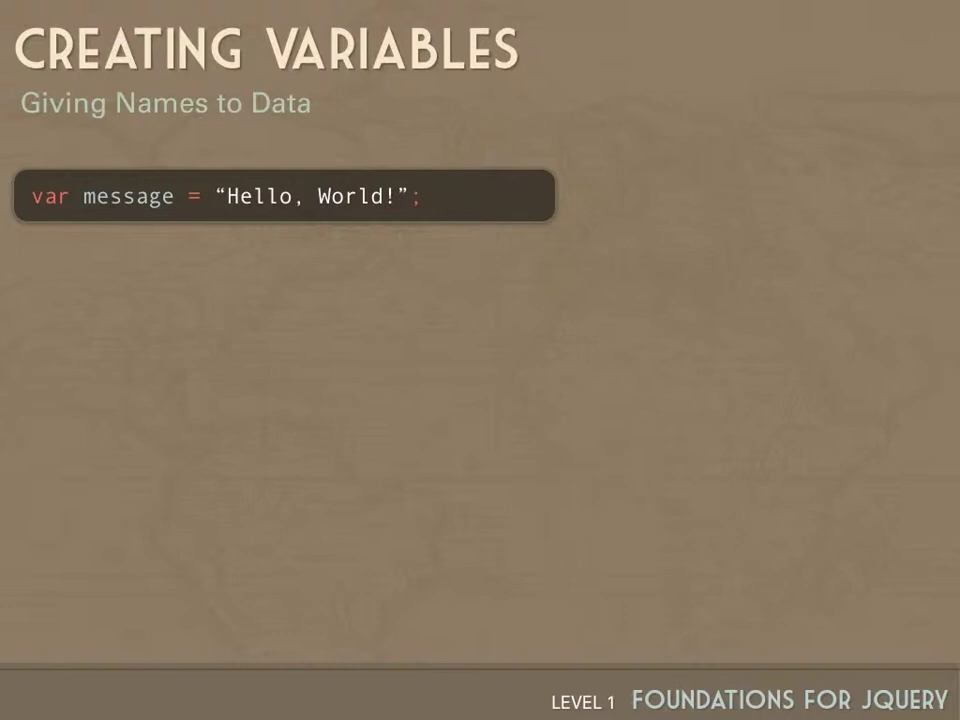 CREATING VARIABLES
Giving Names to Data
var message = “Hello, World!”;
LEVEL 1 FOUNDATIONS FOR JQUERY